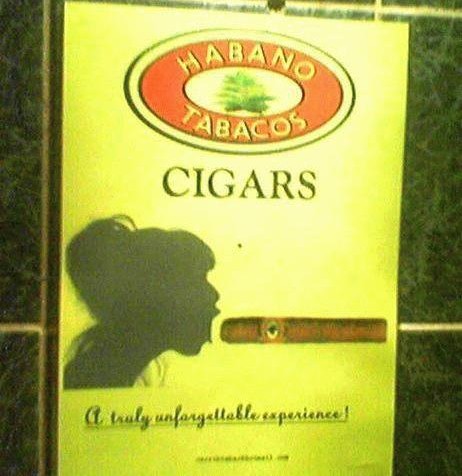 HABANO
TABACOS
CIGARS
A truly unforgettable experience!